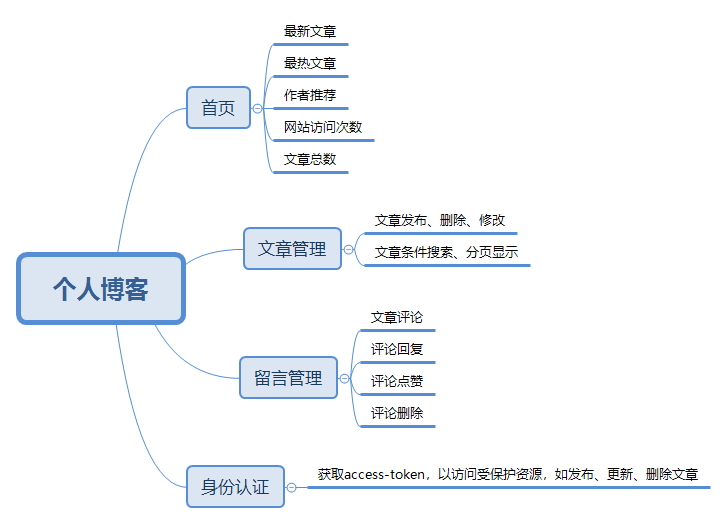 个人博客
首页
最新文章
最热文章
作者推荐
网站访问次数
文章总数
文章管理
文章发布、删除、修改
文章条件搜索、分页显示
留言管理
文章评论
评论回复
评论点赞
评论删除
身份认证
获取access-token，以访问受保护资源，如发布、更新、删除文章